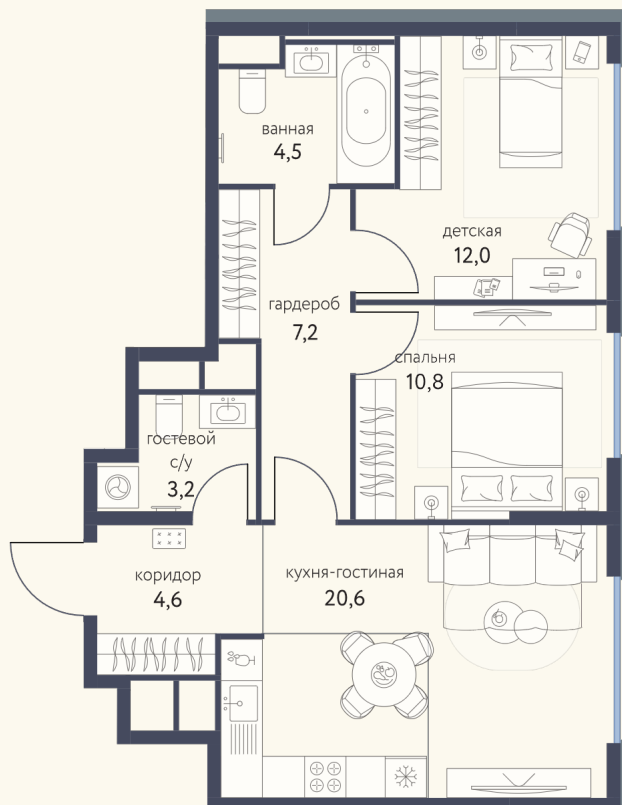 ванная
4,5
детская
12,0
гардероб
7,2
спальня
10,8
гостевой
с/у
3,2
коридор
4,6
кухня-гостиная
20,6